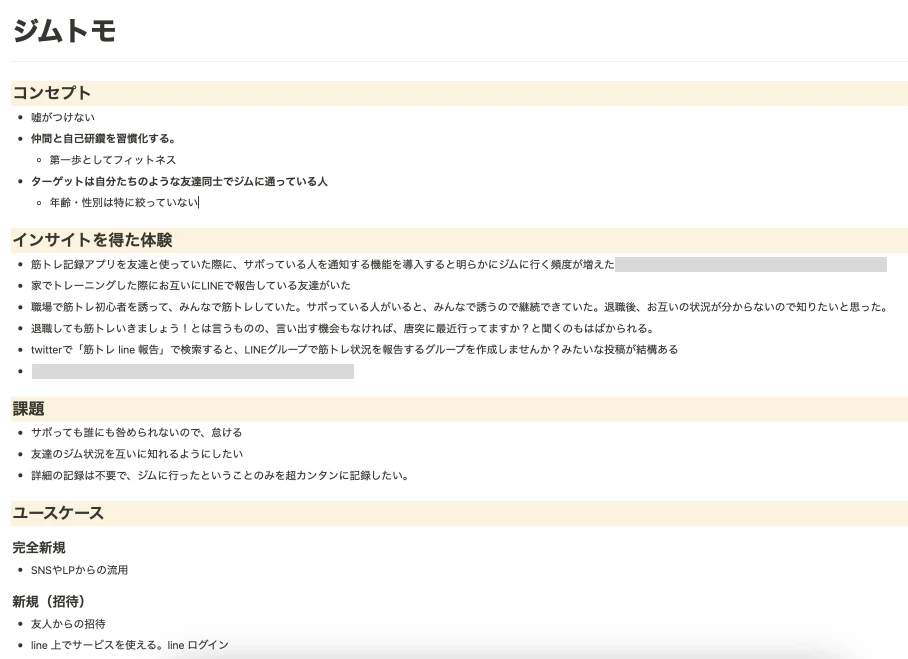 ジムトモ
コンセプト
嘘がつけない
仲間と自己研鑽を習慣化する。
第一歩としてフィットネス
ターゲットは自分たちのような友達同士でジムに通っている人
年齢・性別は特に絞っていない
インサイトを得た体験
筋トレ記録アプリを友達と使っていた際に、サボっている人を通知する機能を導入すると明らかにジムに行く頻度が増えた
家でトレーニングした際にお互いにLINEで報告している友達がいた
職場で筋トレ初心者を誘って、みんなで筋トレしていた。サボっている人がいると、みんなで誘うので継続できていた。退職後、お互いの状況が分からないので知りたいと思った。
退職しても筋トレいきましょう！とは言うものの、言い出す機会もなければ、唐突に最近行ってますか？と聞くのもはばかられる。
twitterで「筋トレ line 報告」で検索すると、LINEグループで筋トレ状況を報告するグループを作成しませんか？みたいな投稿が結構ある
課題
サボっても誰にも咎められないので、怠ける
友達のジム状況を互いに知れるようにしたい
詳細の記録は不要で、ジムに行ったということのみを超カンタンに記録したい。
ユースケース
完全新規
SNSやLPからの流用
新規（招待）
友人からの招待
line 上でサービスを使える。line ログイン